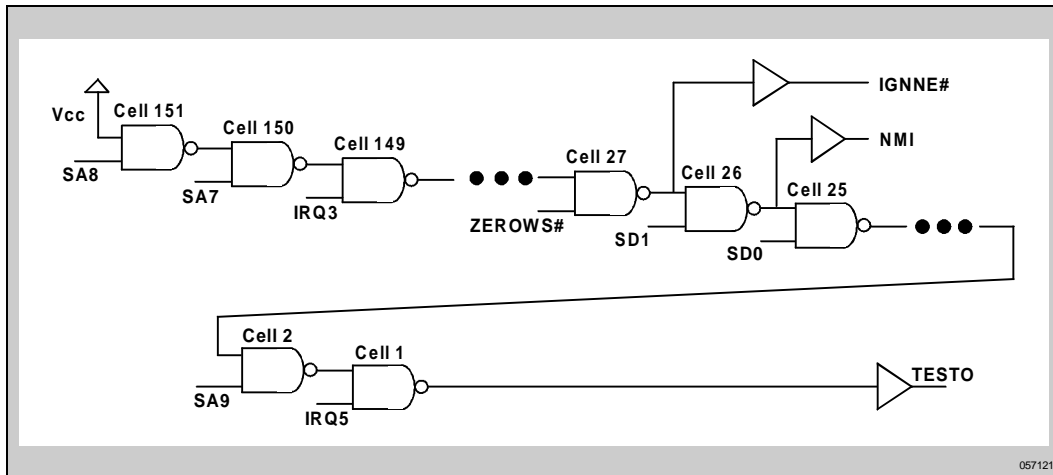 Vcc
Cell 151
SA8
Cell 150
SA7
Cell 149
IRQ3
Cell 27
ZEROWS#
IGNNE#
Cell 26
SD1
NMI
Cell 25
SD0
Cell 2
SA9
Cell 1
IRQ5
TESTO
057121